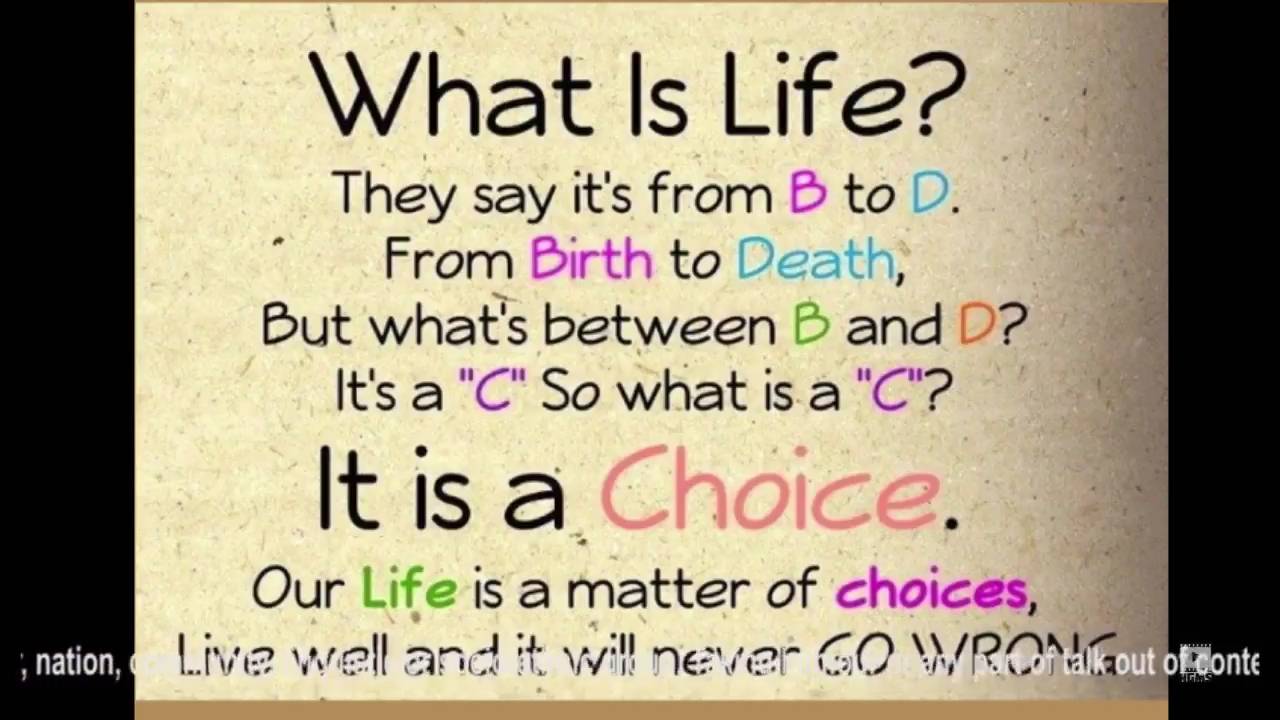 What Is Life?
They say it's from B to D.
From Birth to Death,
But what's between B and D?
It's a "C" So what is a "C"?
It is a Choice.
Our Life is a matter of choices,
Live well and it will never GO WRONG
; nation, any part of talk out of conte